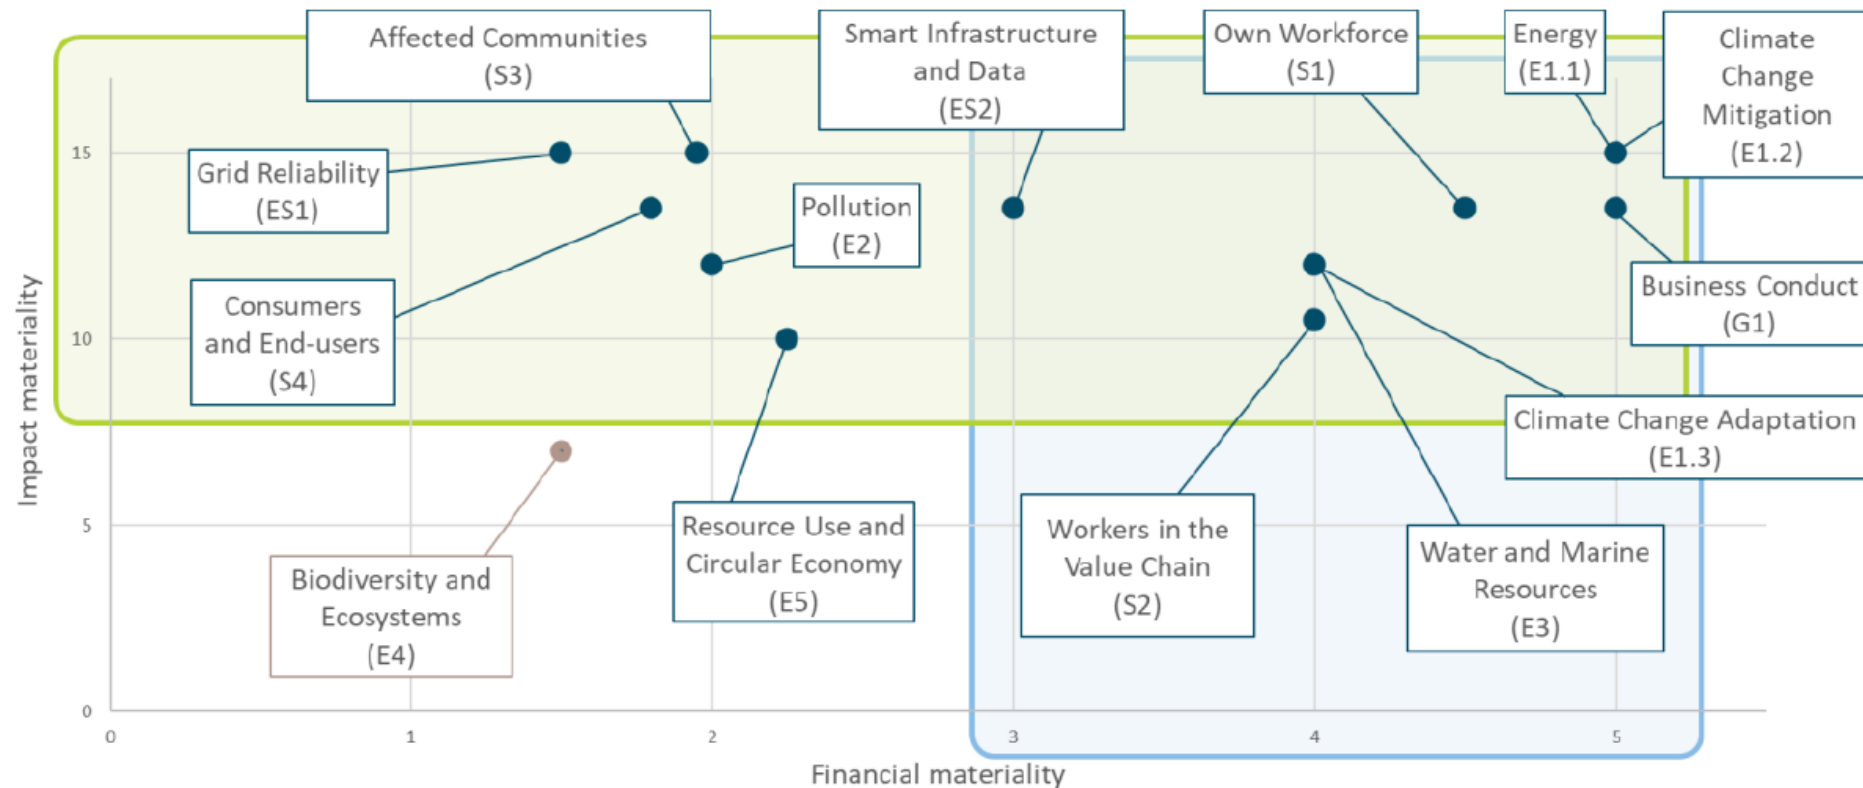 Affected Communities
(S3)
Smart Infrastructure
and Data
(ES2)
Own Workforce
(S1)
Energy
(E1.1)
Climate
Change
Mitigation
(E1.2)
Grid Reliability
(ES1)
Pollution
(E2)
Consumers
and End-users
(S4)
Business Conduct
(G1)
Climate Change Adaptation
(E1.3)
Biodiversity and
Ecosystems
(E4)
Resource Use and
Circular Economy
(E5)
Workers in the
Value Chain
(S2)
Water and Marine
Resources
(E3)
Impact materiality
15
10
5
0
0
1
2
3
4
5
Financial materiality